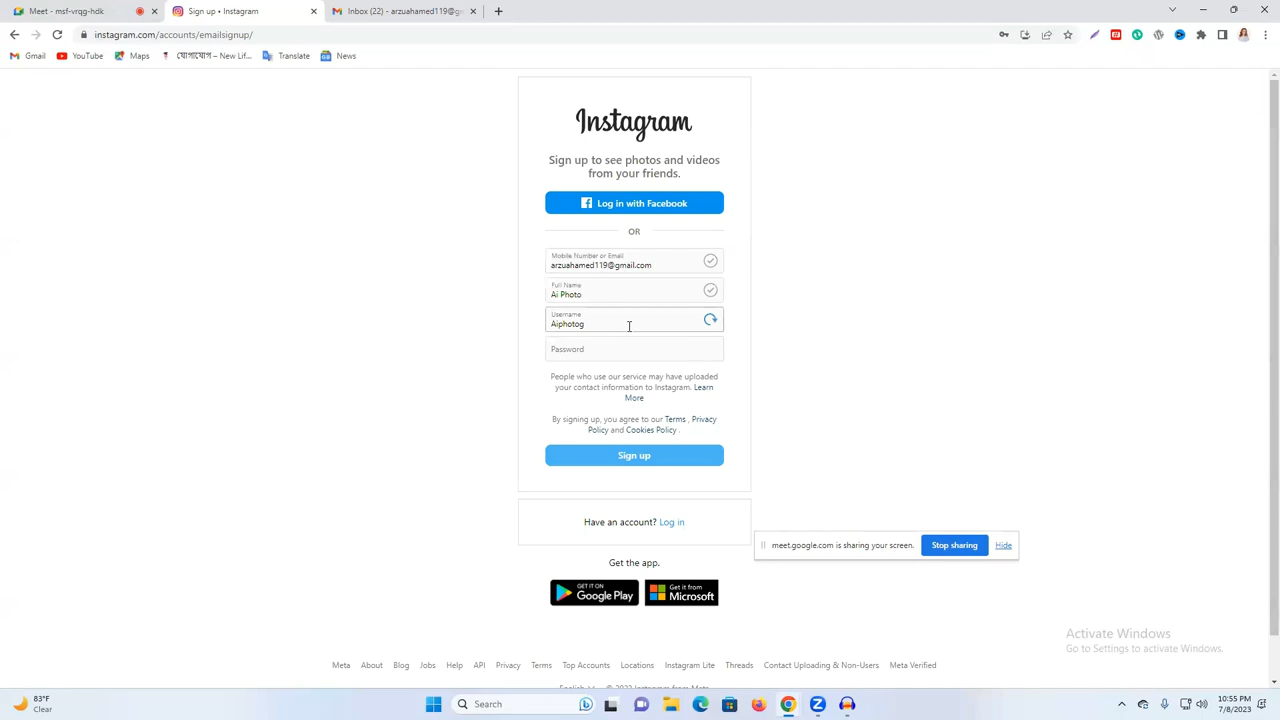 Meet - msf-vrqg-hdk
Sign up • Instagram
Inbox (22) - arzuahamed119@g
instagram.com/accounts/emailsignup/
Gmail
YouTube
Maps
যোগাযোগ – New Lif...
Translate
News
Instagram
Sign up to see photos and videos
from your friends.
Log in with Facebook
OR
Mobile Number or Email
arzuahamed119@gmail.com
Full Name
Ai Photo
Username
Aiphotog
Password
People who use our service may have uploaded
your contact information to Instagram. Learn
More
By signing up, you agree to our Terms , Privacy
Policy and Cookies Policy .
Sign up
Have an account? Log in
meet.google.com is sharing your screen.
Stop sharing
Hide
Get the app.
GET IT ON
Google Play
Get it from
Microsoft
Activate Windows
Go to Settings to activate Windows.
Meta
About
Blog
Jobs
Help
API
Privacy
Terms
Top Accounts
Locations
Instagram Lite
Threads
Contact Uploading & Non-Users
Meta Verified
English
© 2023 Instagram from Meta
83°F
Clear
Search
10:55 PM
7/8/2023